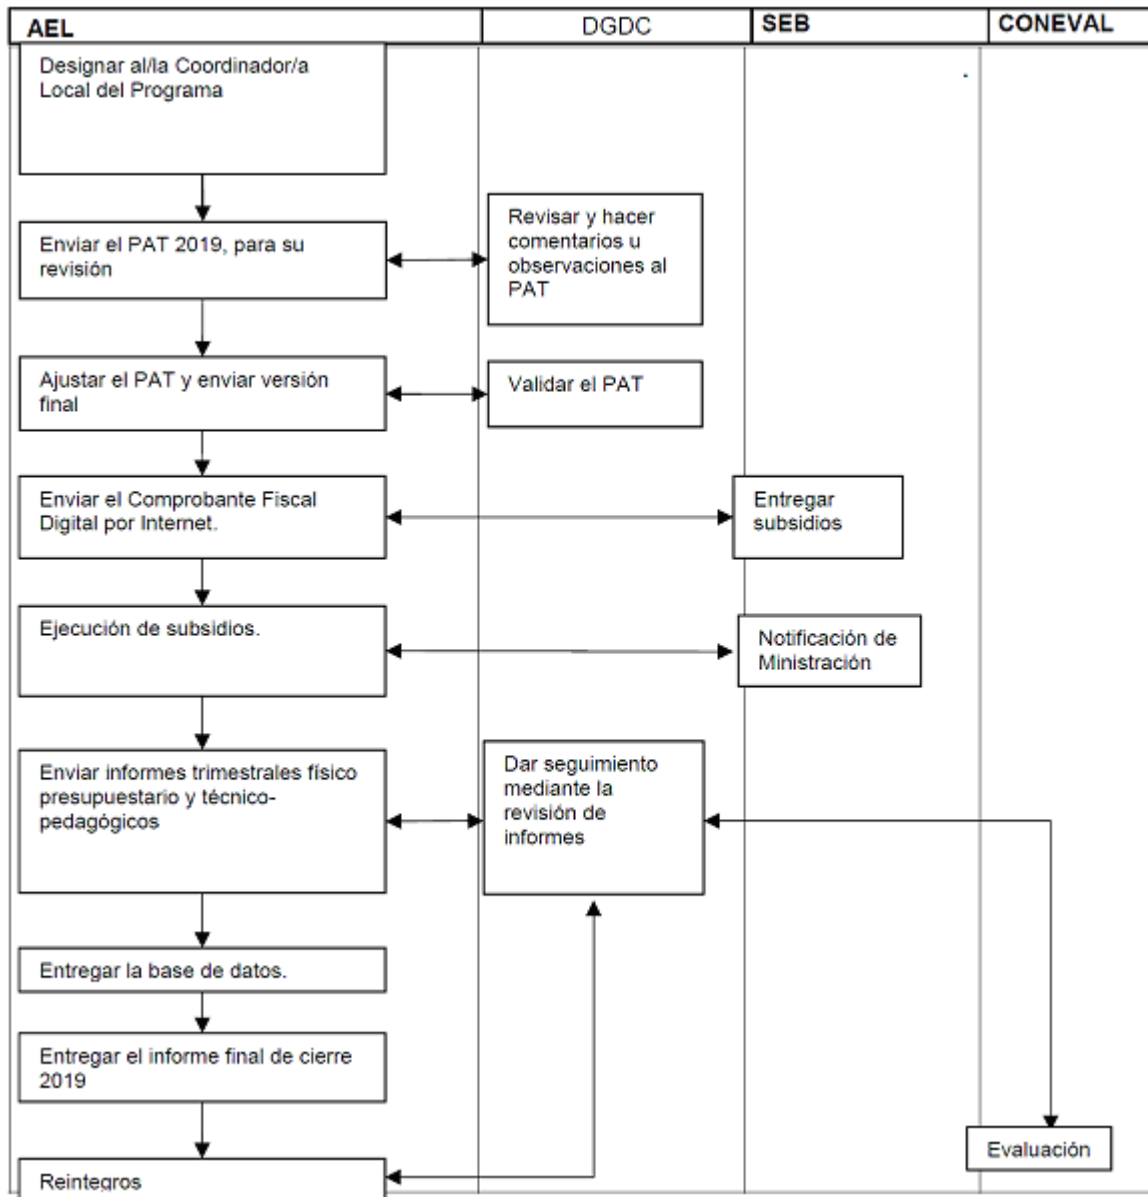 AEL
DGDC
SEB
CONEVAL
Designar al/la Coordinador/a
Local del Programa
Enviar el PAT 2019, para su
revisión
Revisar y hacer
comentarios u
observaciones al
PAT
Ajustar el PAT y enviar versión
final
Validar el PAT
Enviar el Comprobante Fiscal
Digital por Internet.
Entregar
subsidios
Ejecución de subsidios.
Notificación de
Ministración
Enviar informes trimestrales físico
presupuestario y técnico-
pedagógicos
Dar seguimiento
mediante la
revisión de
informes
Entregar la base de datos.
Entregar el informe final de cierre
2019
Evaluación
Reintegros